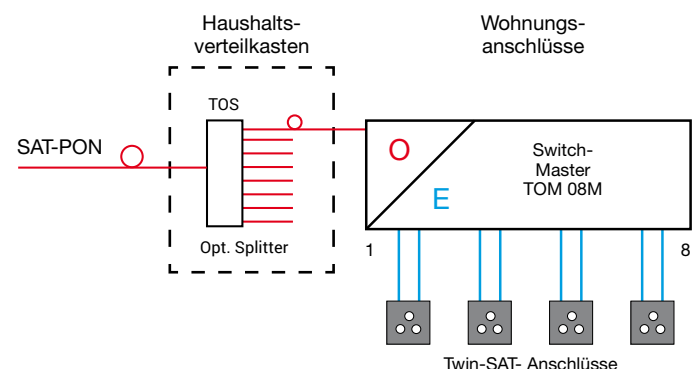 Haushalts-
verteilkasten
Wohnungs-
anschlüsse
TOS
SAT-PON
O
E
Switch-
Master
TOM 08M
Opt. Splitter
1
8
Twin-SAT- Anschlüsse